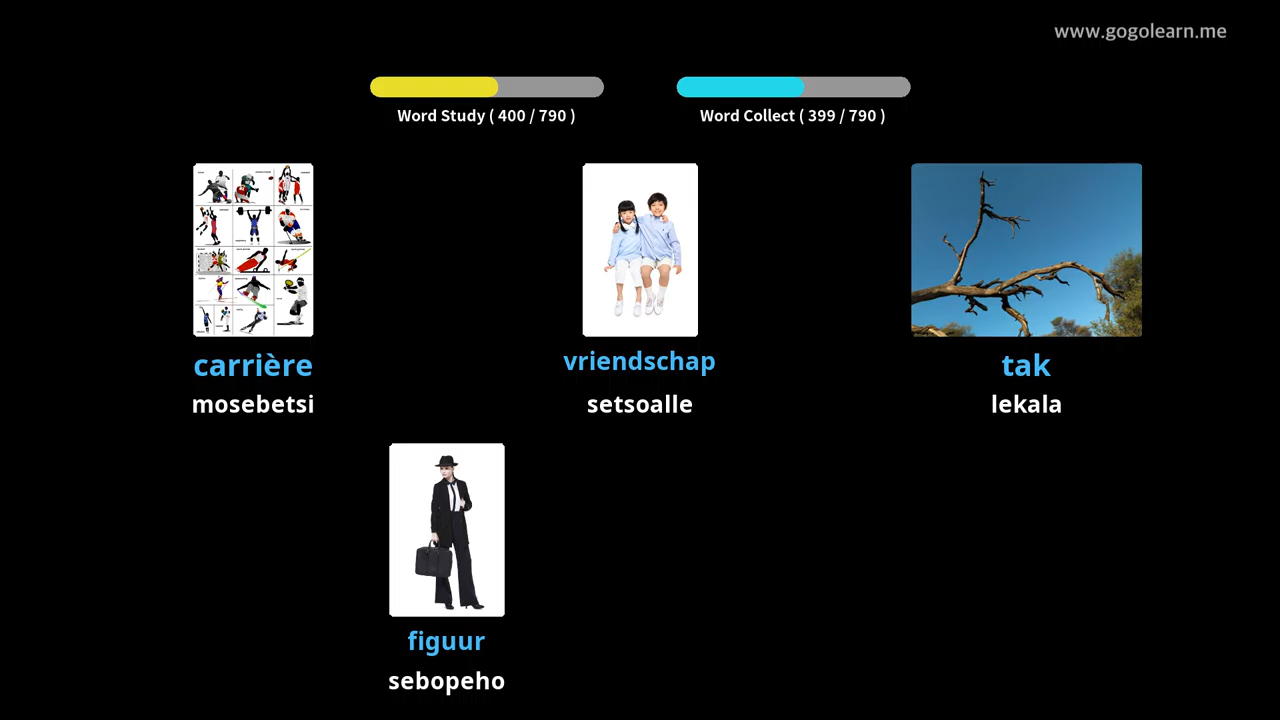 www.gogolearn.me
Word Study ( 400 / 790 )
Word Collect ( 399 / 790 )
carrière
mosebetsi
vriendschap
setsoalle
tak
lekala
figuur
sebopeho